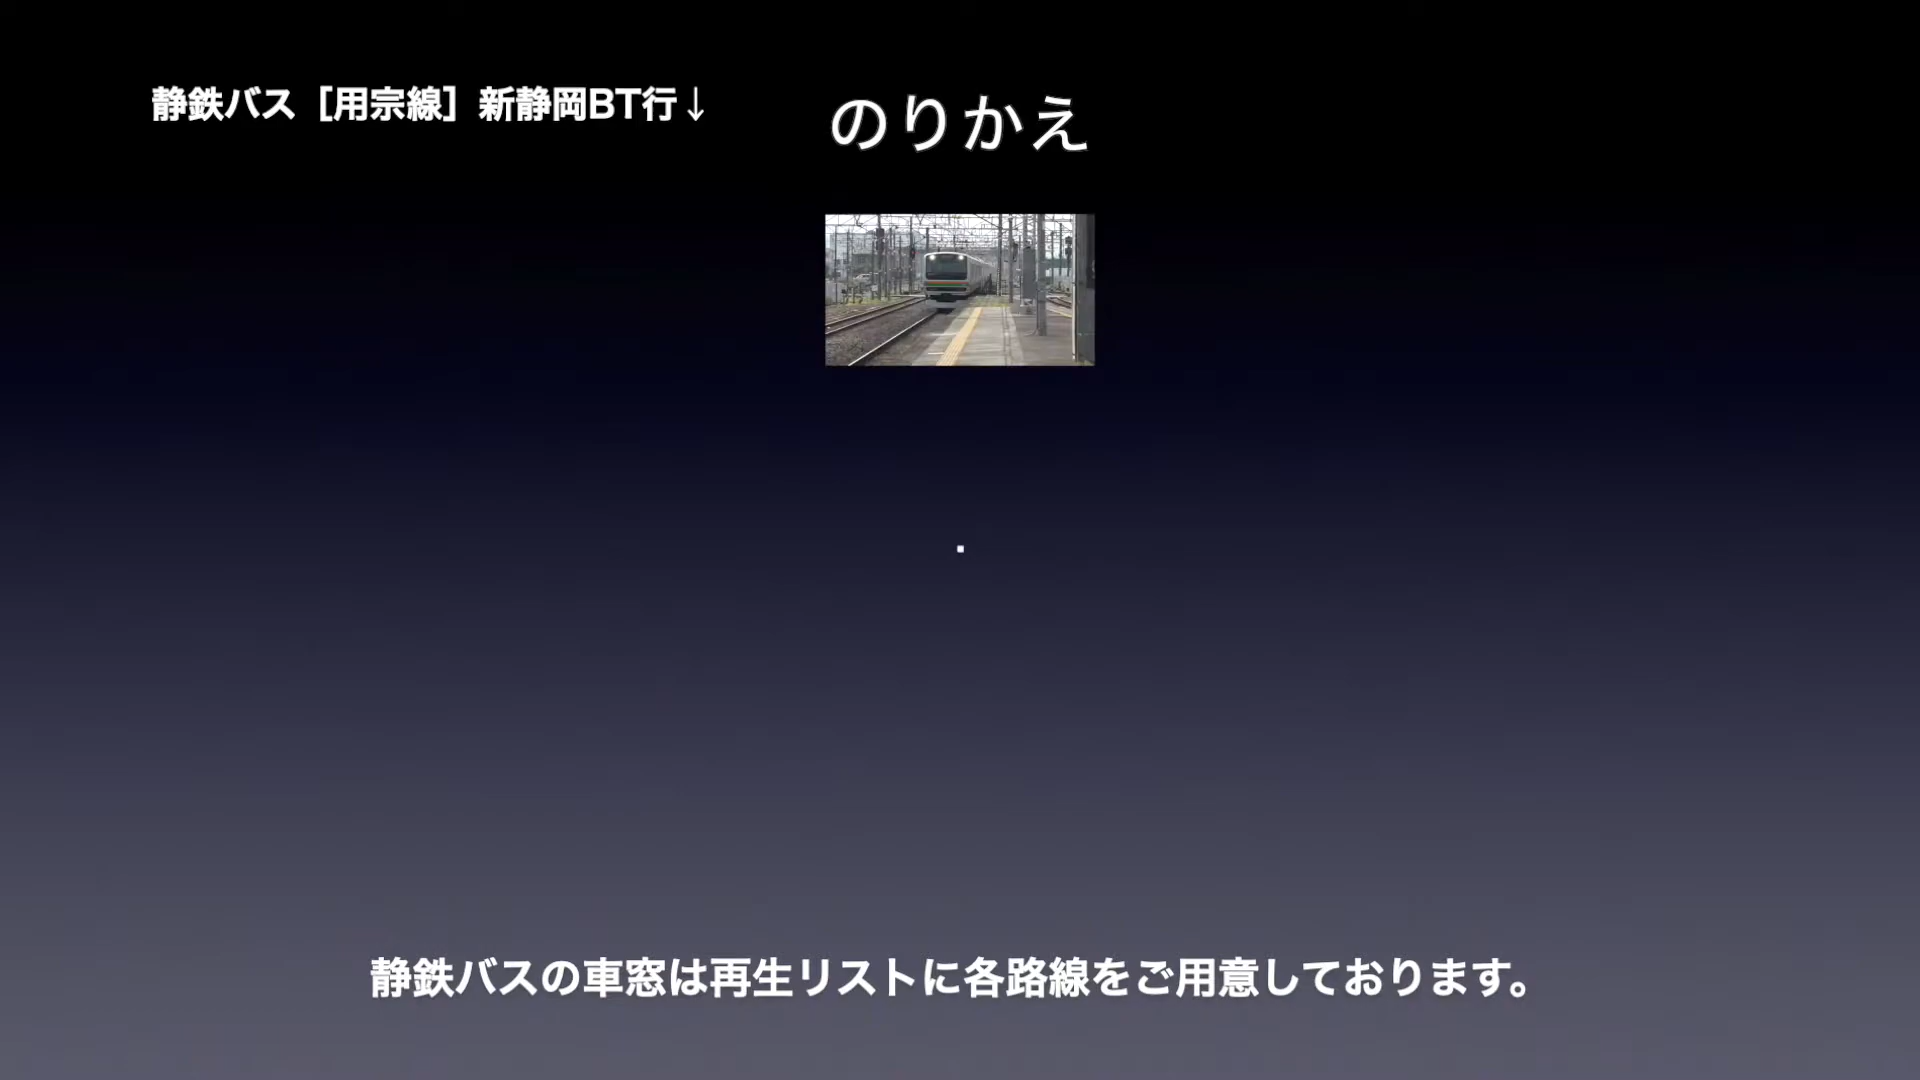 静鉄バス［用宗線］新静岡BT行↓
のりかえ
静鉄バスの車窓は再生リストに各路線をご用意しております。